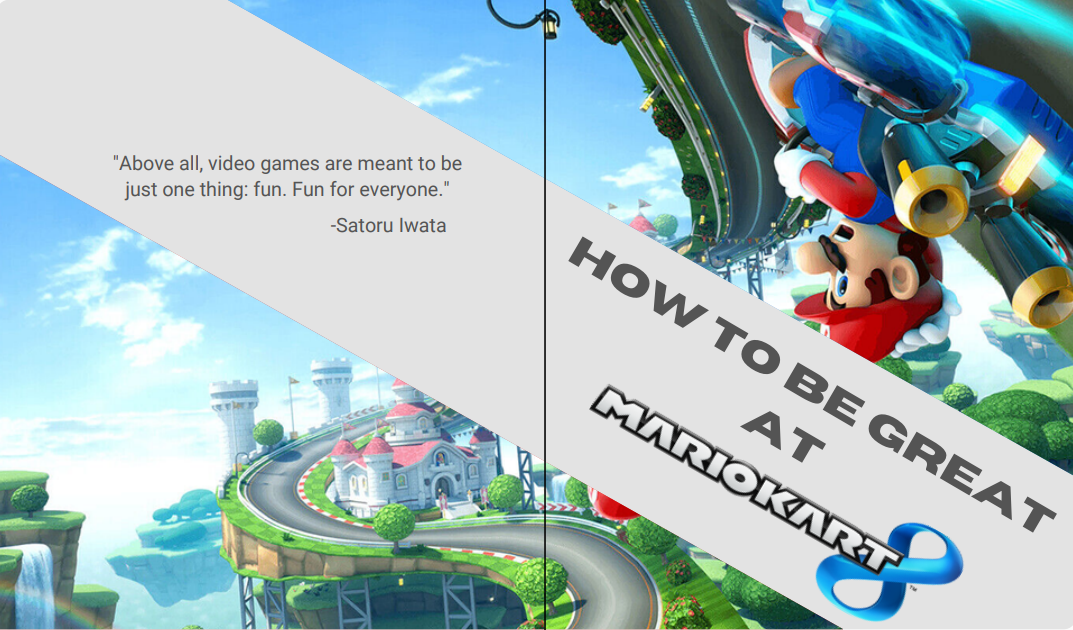 "Above all, video games are meant to be
just one thing: fun. Fun for everyone."
-Satoru Iwata
HOW TO BE GREAT
AT
MARIOKART
8
™